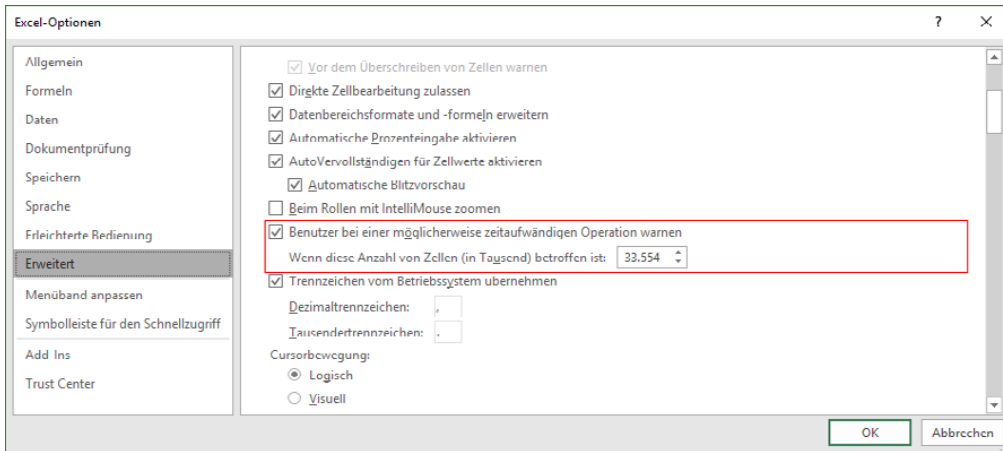 Excel-Optionen
?
Allgemein
Formeln
Daten
Dokumentprüfung
Speichern
Sprache
Erleichterte Bedienung
Erweitert
Menüband anpassen
Symbolleiste für den Schnellzugriff
Add-Ins
Trust Center
Vor dem Überschreiben von Zellen warnen
Direkte Zellbearbeitung zulassen
Datenbereichsformate und -formeln erweitern
Automatische Prozenteingabe aktivieren
AutoVervollständigen für Zellwerte aktivieren
Automatische Blitzvorschau
Beim Rollen mit IntelliMouse zoomen
Benutzer bei einer möglicherweise zeitaufwändigen Operation warnen
Wenn diese Anzahl von Zellen (in Tausend) betroffen ist: 33.554
Trennzeichen vom Betriebssystem übernehmen
Dezimaltrennzeichen: ,
Tausendertrennzeichen: .
Cursorbewegung:
Logisch
Visuell
OK Abbrechen